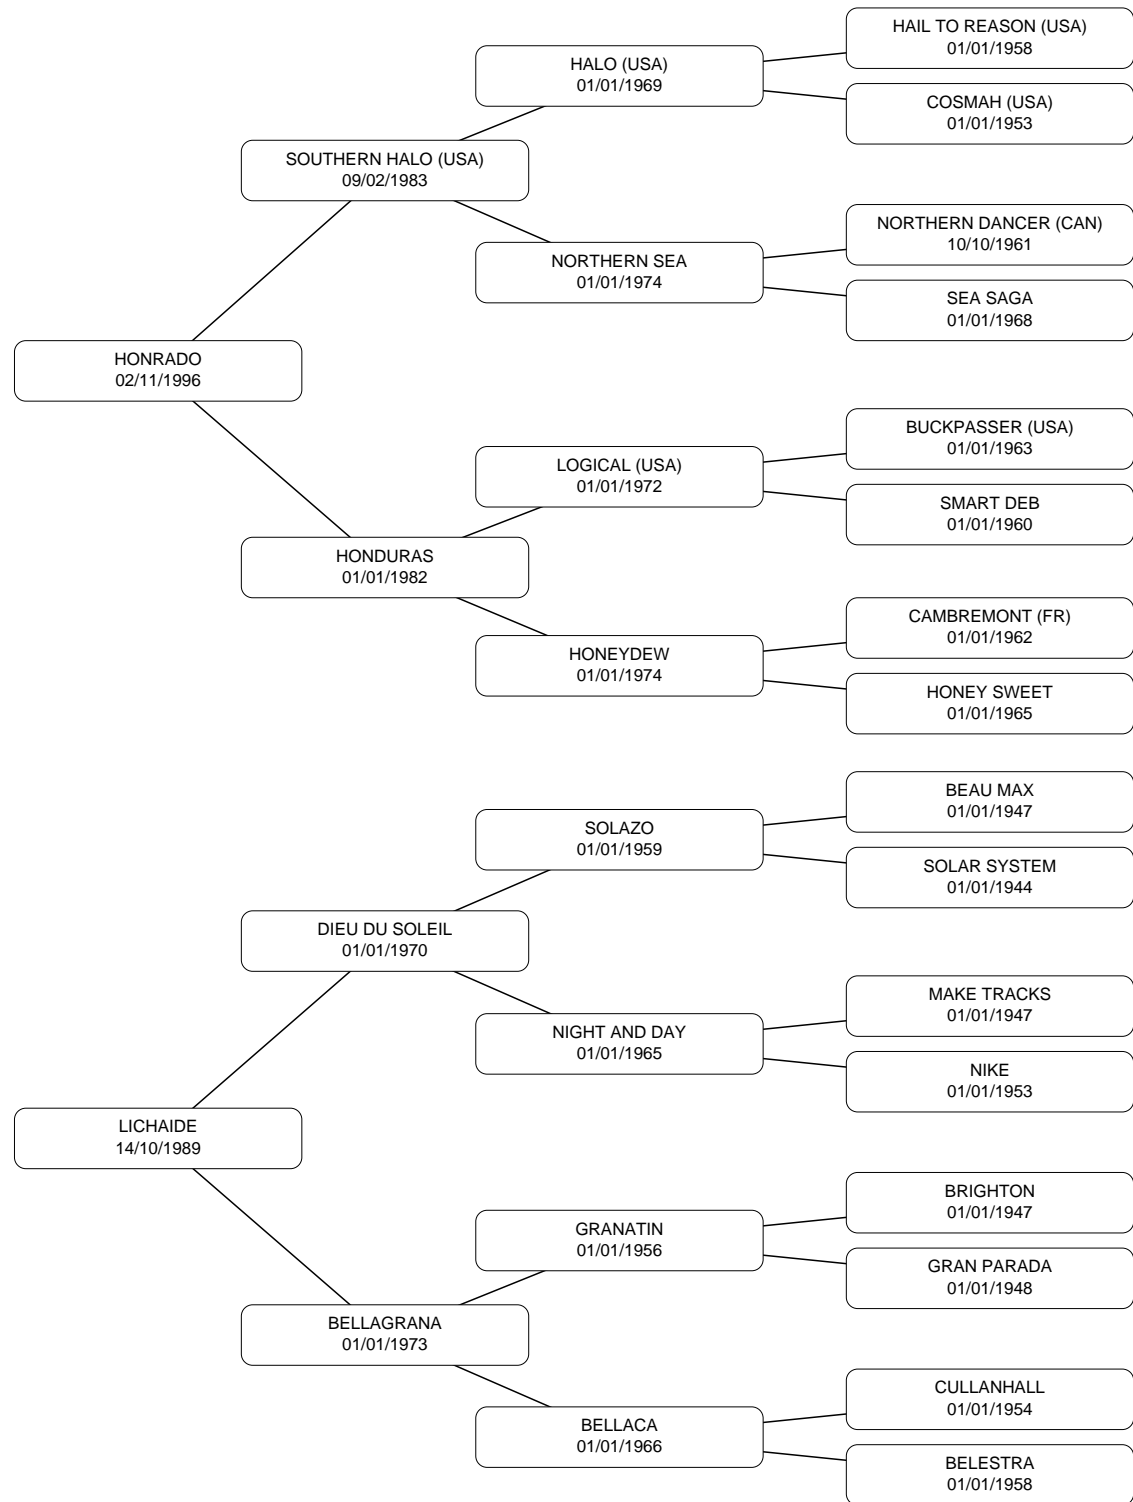 HAIL TO REASON (USA)
01/01/1958
HALO (USA)
01/01/1969
COSMAH (USA)
01/01/1953
SOUTHERN HALO (USA)
09/02/1983
NORTHERN DANCER (CAN)
10/10/1961
NORTHERN SEA
01/01/1974
SEA SAGA
01/01/1968
HONRADO
02/11/1996
BUCKPASSER (USA)
01/01/1963
LOGICAL (USA)
01/01/1972
SMART DEB
01/01/1960
HONDURAS
01/01/1982
CAMBREMONT (FR)
01/01/1962
HONEYDEW
01/01/1974
HONEY SWEET
01/01/1965
BEAU MAX
01/01/1947
SOLAZO
01/01/1959
SOLAR SYSTEM
01/01/1944
DIEU DU SOLEIL
01/01/1970
MAKE TRACKS
01/01/1947
NIGHT AND DAY
01/01/1965
NIKE
01/01/1953
LICHAIDE
14/10/1989
BRIGHTON
01/01/1947
GRANATIN
01/01/1956
GRAN PARADA
01/01/1948
BELLAGRANA
01/01/1973
CULLANHALL
01/01/1954
BELLACA
01/01/1966
BELESTRA
01/01/1958